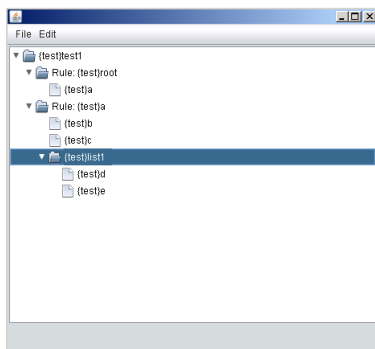 File Edit
{test}test1
Rule: {test}root
{test}a
Rule: {test}a
{test}b
{test}c
{test}list1
{test}d
{test}e